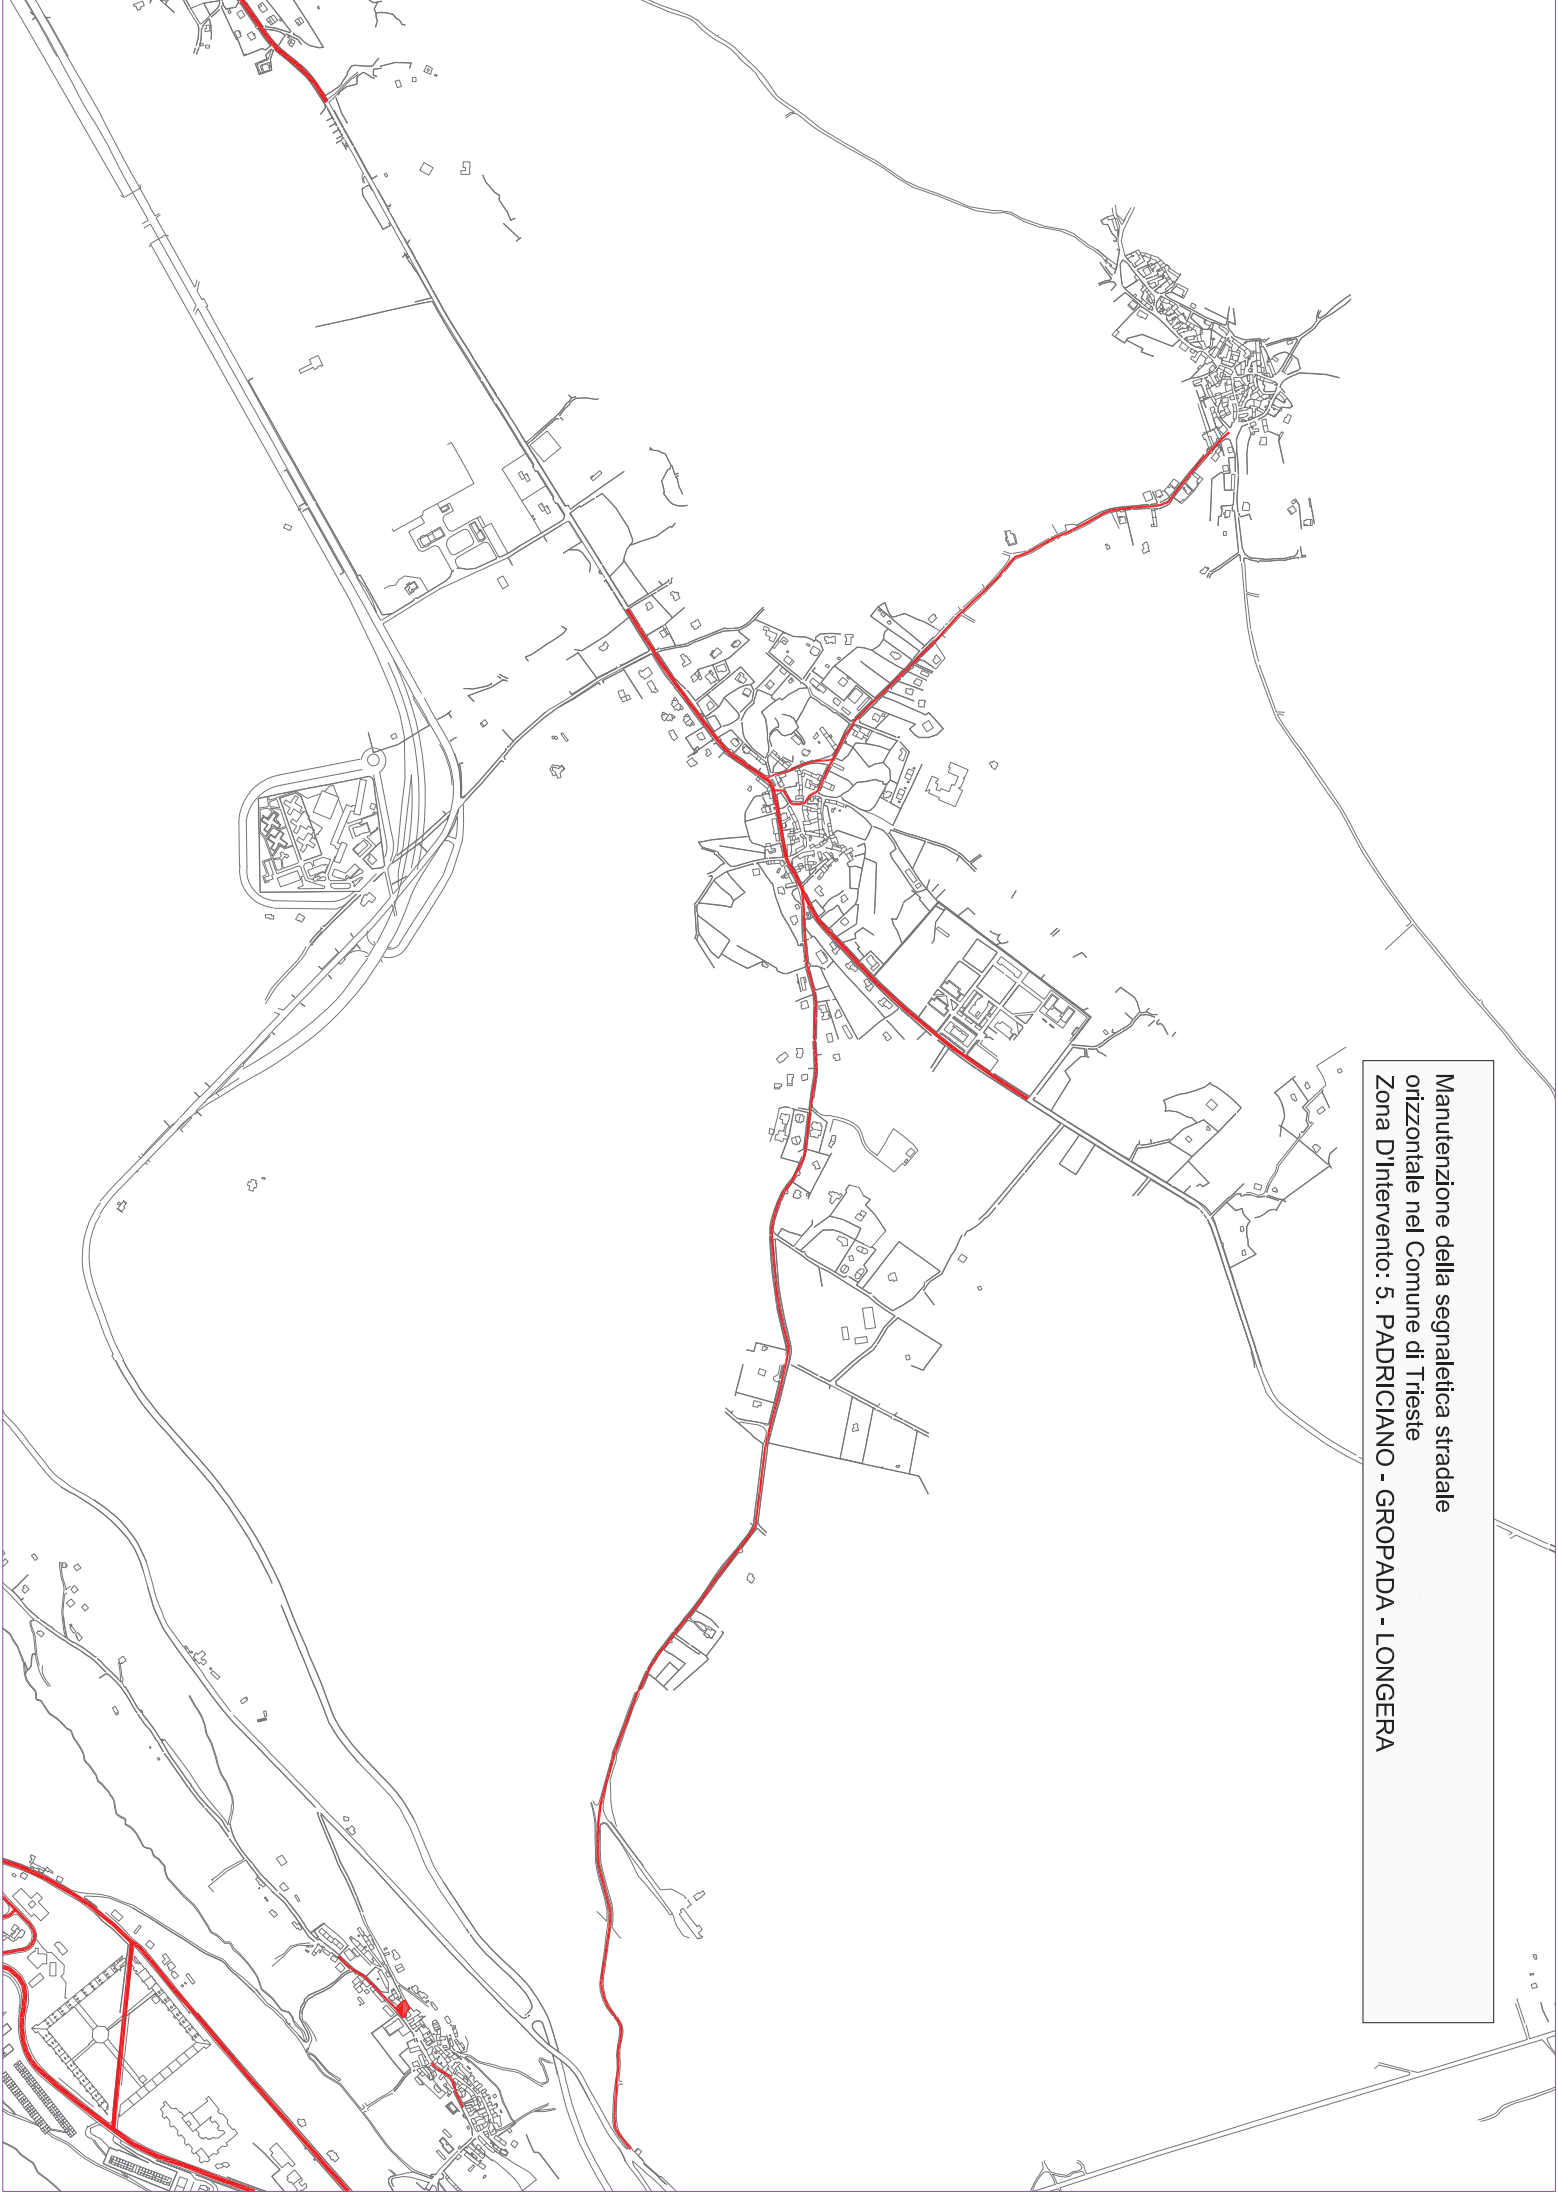 Manutenzione della segnaletica stradale
orizzontale nel Comune di Trieste
Zona D'Intervento: 5. PADRICIANO - GROPADA - LONGERA